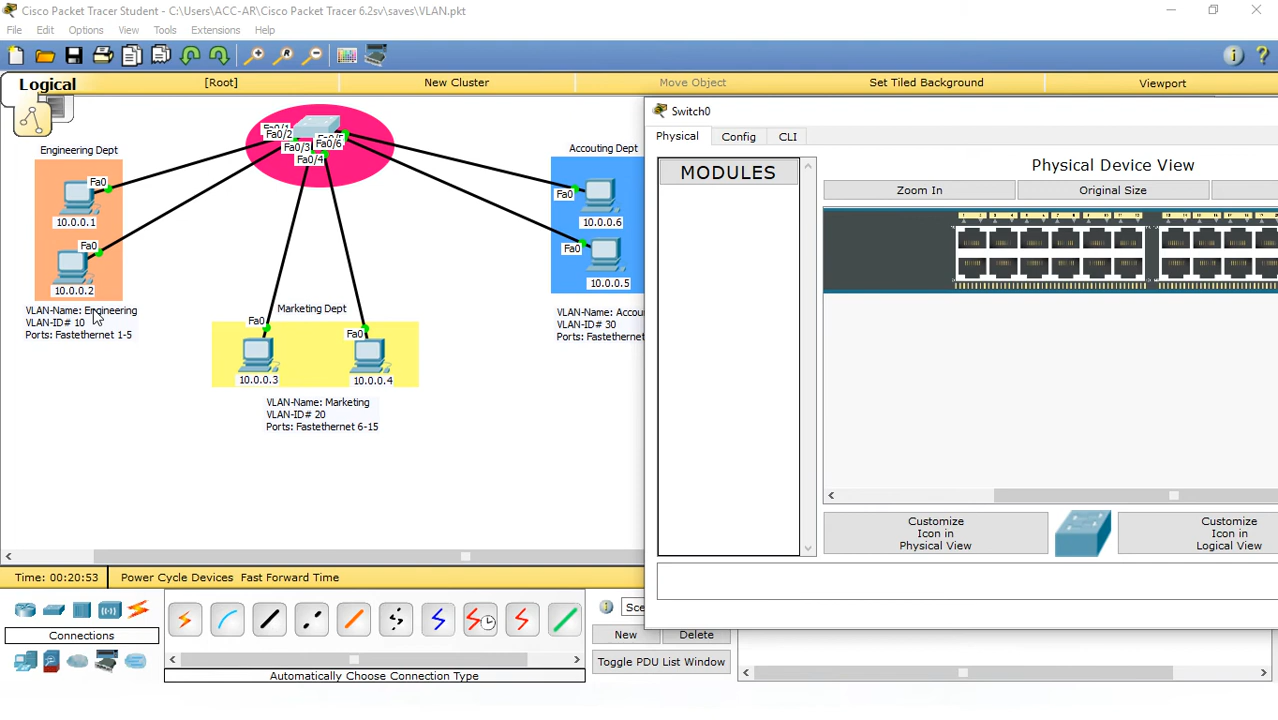 Cisco Packet Tracer Student - C:\Users\ACC-AR\Cisco Packet Tracer 6.2sv\saves\VLAN.pkt
File Edit Options View Tools Extensions Help
Logical
[Root]
New Cluster
Move Object
Set Tiled Background
Viewport
Engineering Dept
Fa0
10.0.0.1
Fa0
10.0.0.2
VLAN-Name: Engineering
VLAN-ID# 10
Ports: Fastethernet 1-5
Fa0/2
Fa0/3
Fa0/4
Fa0/6
Marketing Dept
Fa0
Fa0
10.0.0.3
10.0.0.4
VLAN-Name: Marketing
VLAN-ID# 20
Ports: Fastethernet 6-15
Accouting Dept
Fa0
10.0.0.6
Fa0
10.0.0.5
VLAN-Name: Accou
VLAN-ID# 30
Ports: Fastethernet
Switch0
Physical Config CLI
MODULES
Physical Device View
Zoom In
Original Size
Customize
Icon in
Physical View
Customize
Icon in
Logical View
Time: 00:20:53
Power Cycle Devices Fast Forward Time
Connections
Automatically Choose Connection Type
Sce
New
Delete
Toggle PDU List Window